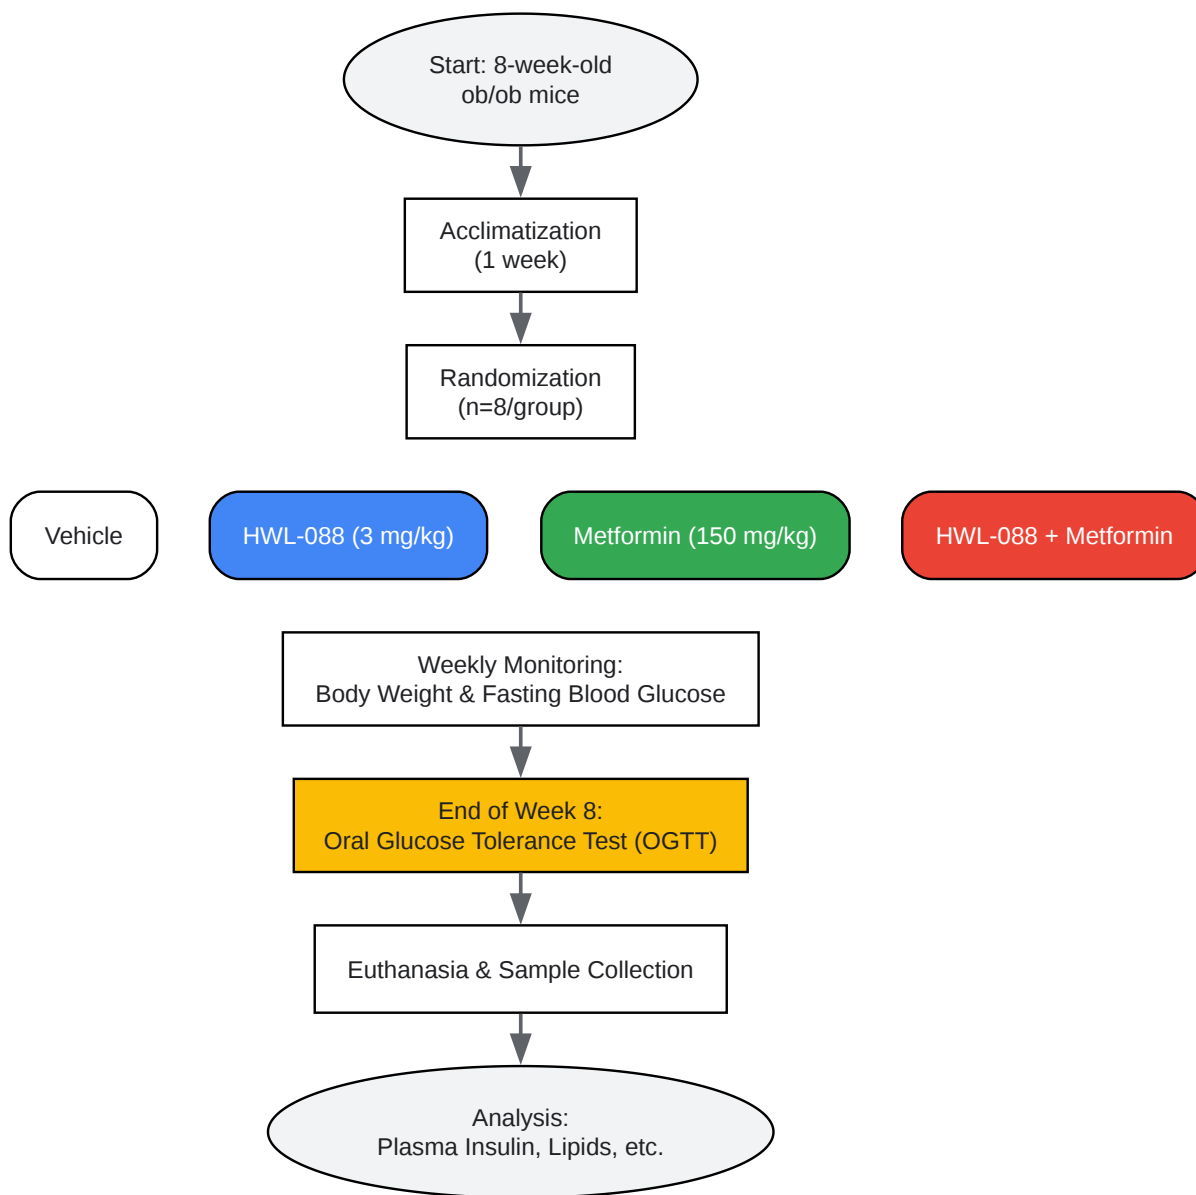 Start: 8-week-old
ob/ob mice
Acclimatization
(1 week)
Randomization
(n=8/group)
Vehicle
HWL-088 (3 mg/kg)
Metformin (150 mg/kg)
HWL-088 + Metformin
Weekly Monitoring:
Body Weight & Fasting Blood Glucose
End of Week 8:
Oral Glucose Tolerance Test (OGTT)
Euthanasia & Sample Collection
Analysis:
Plasma Insulin, Lipids, etc.